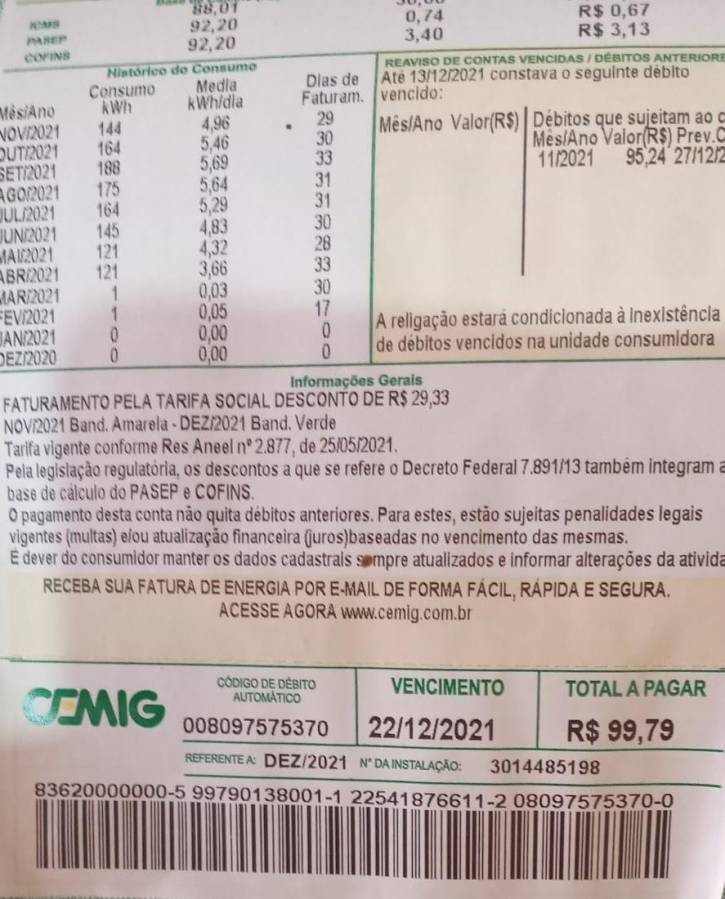 88,01
ICMS 92,20 0,74 R$ 0,67
PASEP 92,20 3,40 R$ 3,13
COFINS
Histórico do Consumo
Mês/Ano Consumo kWh Media kWh/dia Dias de Faturam.
NOV/2021 144 4,96 29
OUT/2021 164 5,46 30
SET/2021 188 5,69 33
AGO/2021 175 5,64 31
JUL/2021 164 5,29 31
JUN/2021 145 4,83 30
MAI/2021 121 4,32 28
ABR/2021 121 3,66 33
MAR/2021 1 0,03 30
FEV/2021 1 0,05 17
JAN/2021 0 0,00 0
DEZ/2020 0 0,00 0
REAVISO DE CONTAS VENCIDAS / DÉBITOS ANTERIORE
Até 13/12/2021 constava o seguinte débito
vencido:
Mês/Ano Valor(R$)
Débitos que sujeitam ao c
Mês/Ano Valor(R$) Prev.C
11/2021 95,24 27/12/2
A religação estará condicionada à inexistência
de débitos vencidos na unidade consumidora
Informações Gerais
FATURAMENTO PELA TARIFA SOCIAL DESCONTO DE R$ 29,33
NOV/2021 Band. Amarela - DEZ/2021 Band. Verde
Tarifa vigente conforme Res Aneel nº 2.877, de 25/05/2021.
Pela legislação regulatória, os descontos a que se refere o Decreto Federal 7.891/13 também integram a
base de cálculo do PASEP e COFINS.
O pagamento desta conta não quita débitos anteriores. Para estes, estão sujeitas penalidades legais
vigentes (multas) e/ou atualização financeira (juros)baseadas no vencimento das mesmas.
É dever do consumidor manter os dados cadastrais sempre atualizados e informar alterações da ativida
RECEBA SUA FATURA DE ENERGIA POR E-MAIL DE FORMA FÁCIL, RÁPIDA E SEGURA.
ACESSE AGORA www.cemig.com.br
CEMIG
CÓDIGO DE DÉBITO
AUTOMÁTICO
008097575370
VENCIMENTO
22/12/2021
TOTAL A PAGAR
R$ 99,79
REFERENTE A: DEZ/2021 Nº DA INSTALAÇÃO: 3014485198
83620000000-5 99790138001-1 22541876611-2 08097575370-0